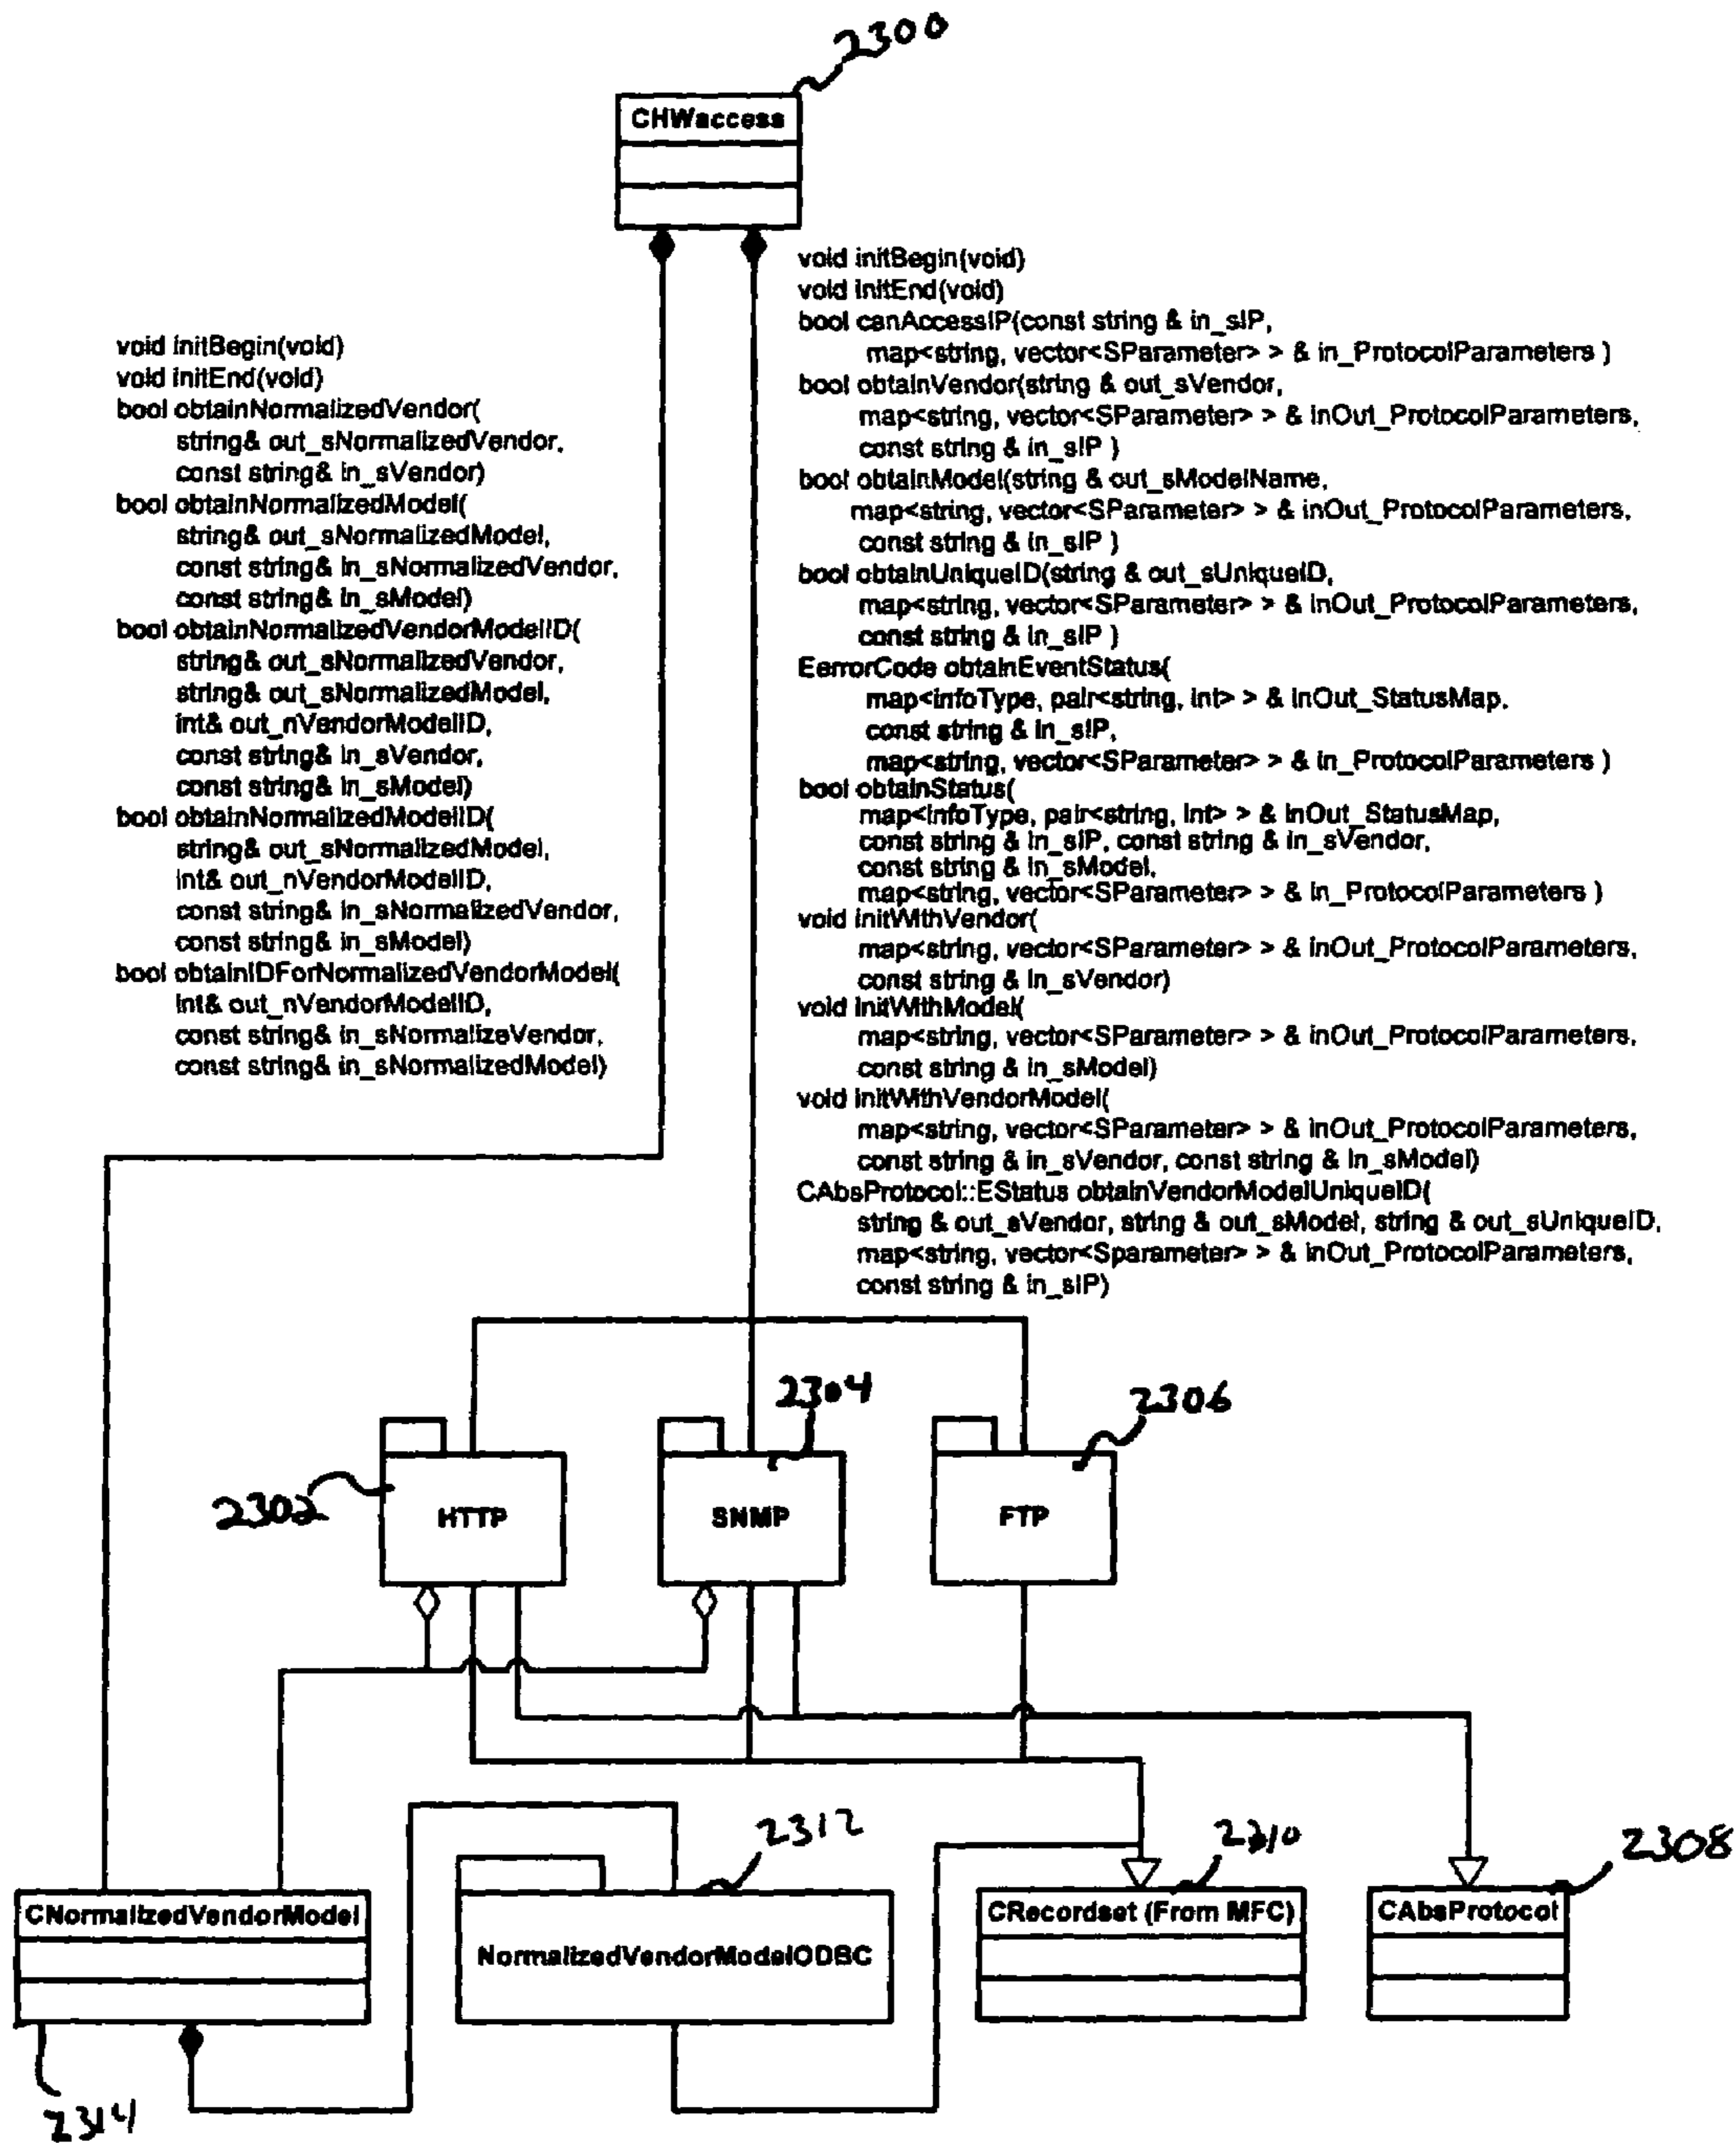 2300
CHWaccess
void initBegin(void)
void initEnd(void)
bool obtainNormalizedVendor(
string& out_sNormalizedVendor,
const string& in_sVendor)
bool obtainNormalizedModel(
string& out_sNormalizedModel,
const string& in_sNormalizedVendor,
const string& in_sModel)
bool obtainNormalizedVendorModelID(
string& out_sNormalizedVendor,
string& out_sNormalizedModel,
int& out_nVendorModelID,
const string& in_sVendor,
const string& in_sModel)
bool obtainNormalizedModelID(
string& out_sNormalizedModel,
int& out_nVendorModelID,
const string& in_sNormalizedVendor,
const string& in_sModel)
bool obtainIDForNormalizedVendorModel(
int& out_nVendorModelID,
const string& in_sNormalizeVendor,
const string& in_sNormalizedModel)
void initBegin(void)
void initEnd(void)
bool canAccessIP(const string & in_sIP,
map<string, vector<SParameter> > & in_ProtocolParameters )
bool obtainVendor(string & out_sVendor,
map<string, vector<SParameter> > & inOut_ProtocolParameters,
const string & in_sIP )
bool obtainModel(string & out_sModelName,
map<string, vector<SParameter> > & inOut_ProtocolParameters,
const string & in_sIP )
bool obtainUniqueID(string & out_sUniqueID,
map<string, vector<SParameter> > & inOut_ProtocolParameters,
const string & in_sIP )
EerrorCode obtainEventStatus(
map<infoType, pair<string, int> > & inOut_StatusMap,
const string & in_sIP,
map<string, vector<SParameter> > & in_ProtocolParameters )
bool obtainStatus(
map<infoType, pair<string, int> > & inOut_StatusMap,
const string & in_sIP, const string & in_sVendor,
const string & in_sModel,
map<string, vector<SParameter> > & in_ProtocolParameters )
void initWithVendor(
map<string, vector<SParameter> > & inOut_ProtocolParameters,
const string & in_sVendor)
void initWithModel(
map<string, vector<SParameter> > & inOut_ProtocolParameters,
const string & in_sModel)
void initWithVendorModel(
map<string, vector<SParameter> > & inOut_ProtocolParameters,
const string & in_sVendor, const string & in_sModel)
CAbsProtocol::EStatus obtainVendorModelUniqueID(
string & out_sVendor, string & out_sModel, string & out_sUniqueID,
map<string, vector<Sparameter> > & inOut_ProtocolParameters,
const string & in_sIP)
2304
2306
2302
HTTP
SNMP
FTP
2312
2310
2308
CNormalizedVendorModel
NormalizedVendorModelODBC
CRecordset (From MFC)
CAbsProtocol
2314